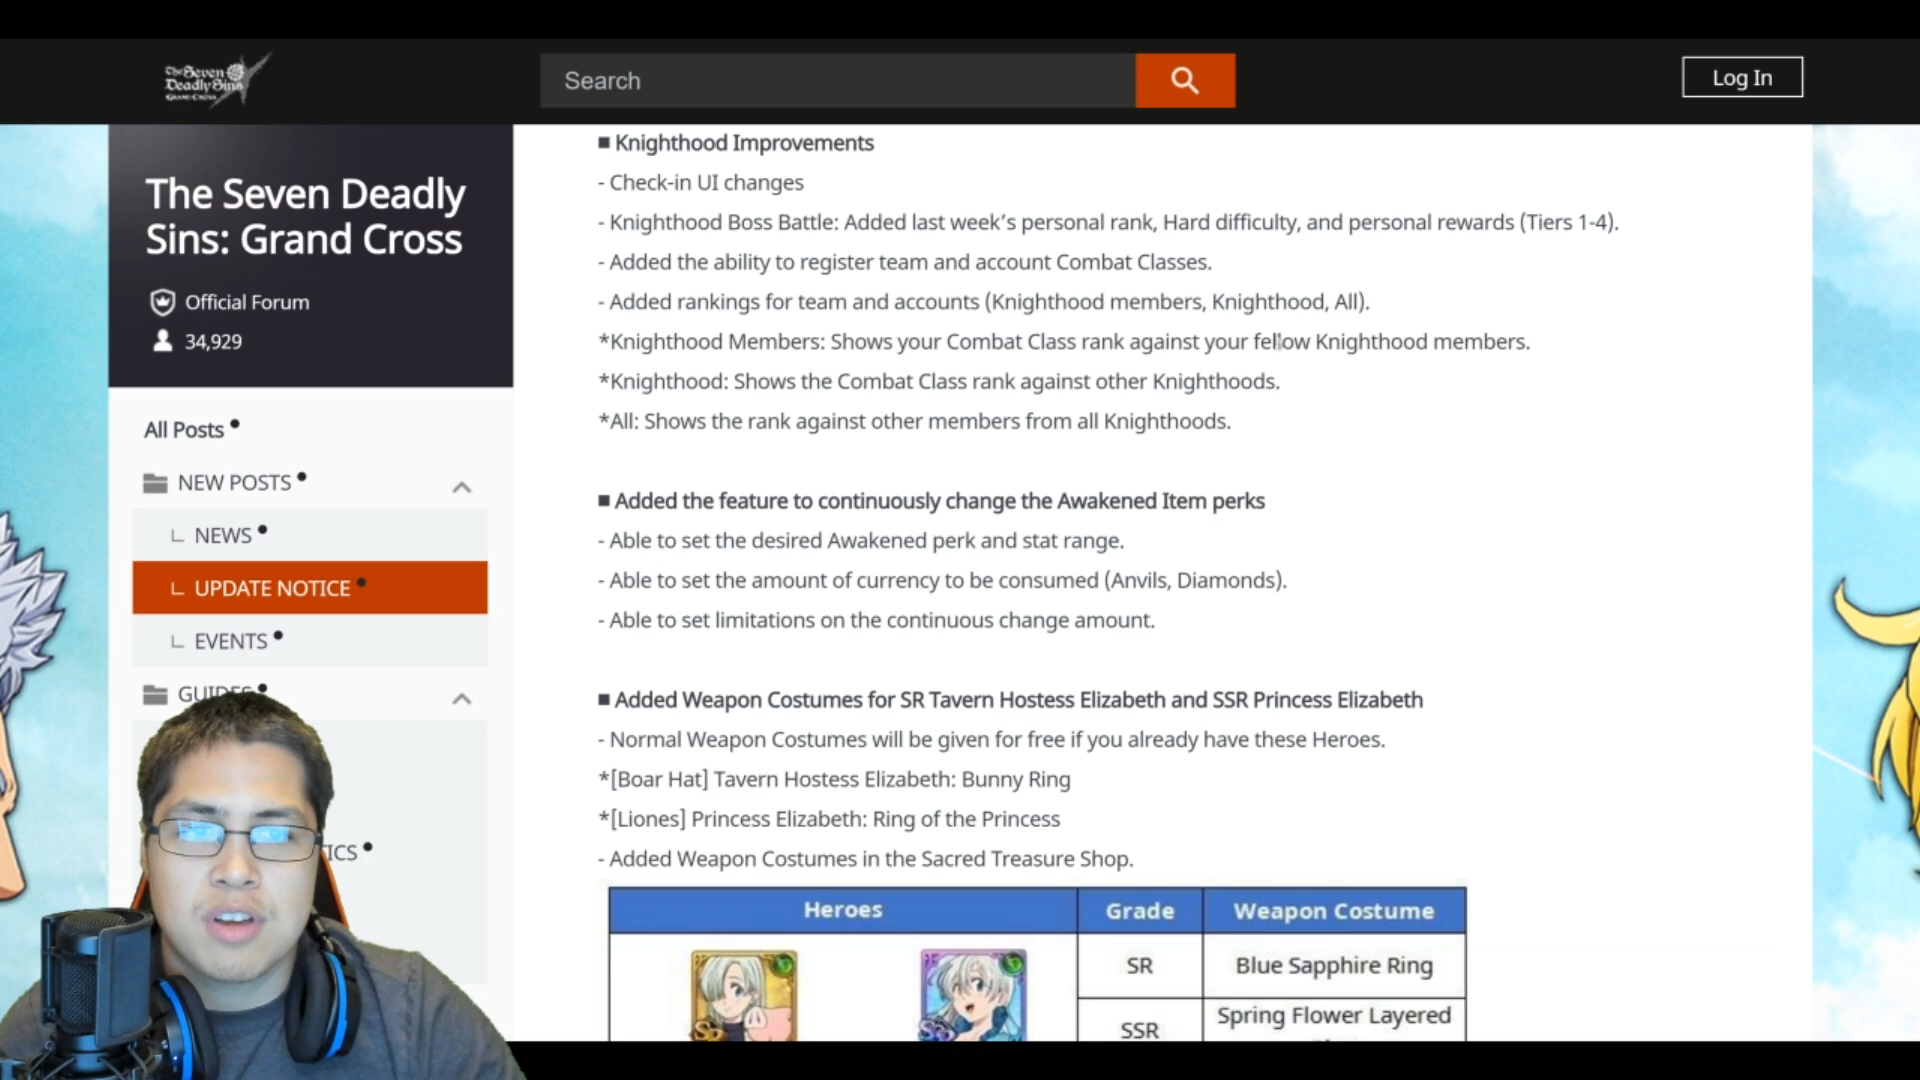 The Seven
Deadly Sins
GRAND CROSS
Search
Log In
The Seven Deadly
Sins: Grand Cross
Official Forum
34,929
All Posts
NEW POSTS
NEWS
UPDATE NOTICE
EVENTS
GUIDES
TICS
■ Knighthood Improvements
- Check-in UI changes
- Knighthood Boss Battle: Added last week’s personal rank, Hard difficulty, and personal rewards (Tiers 1-4).
- Added the ability to register team and account Combat Classes.
- Added rankings for team and accounts (Knighthood members, Knighthood, All).
*Knighthood Members: Shows your Combat Class rank against your fellow Knighthood members.
*Knighthood: Shows the Combat Class rank against other Knighthoods.
*All: Shows the rank against other members from all Knighthoods.
■ Added the feature to continuously change the Awakened Item perks
- Able to set the desired Awakened perk and stat range.
- Able to set the amount of currency to be consumed (Anvils, Diamonds).
- Able to set limitations on the continuous change amount.
■ Added Weapon Costumes for SR Tavern Hostess Elizabeth and SSR Princess Elizabeth
- Normal Weapon Costumes will be given for free if you already have these Heroes.
*[Boar Hat] Tavern Hostess Elizabeth: Bunny Ring
*[Liones] Princess Elizabeth: Ring of the Princess
- Added Weapon Costumes in the Sacred Treasure Shop.
Heroes Grade Weapon Costume
SR Blue Sapphire Ring
SSR Spring Flower Layered